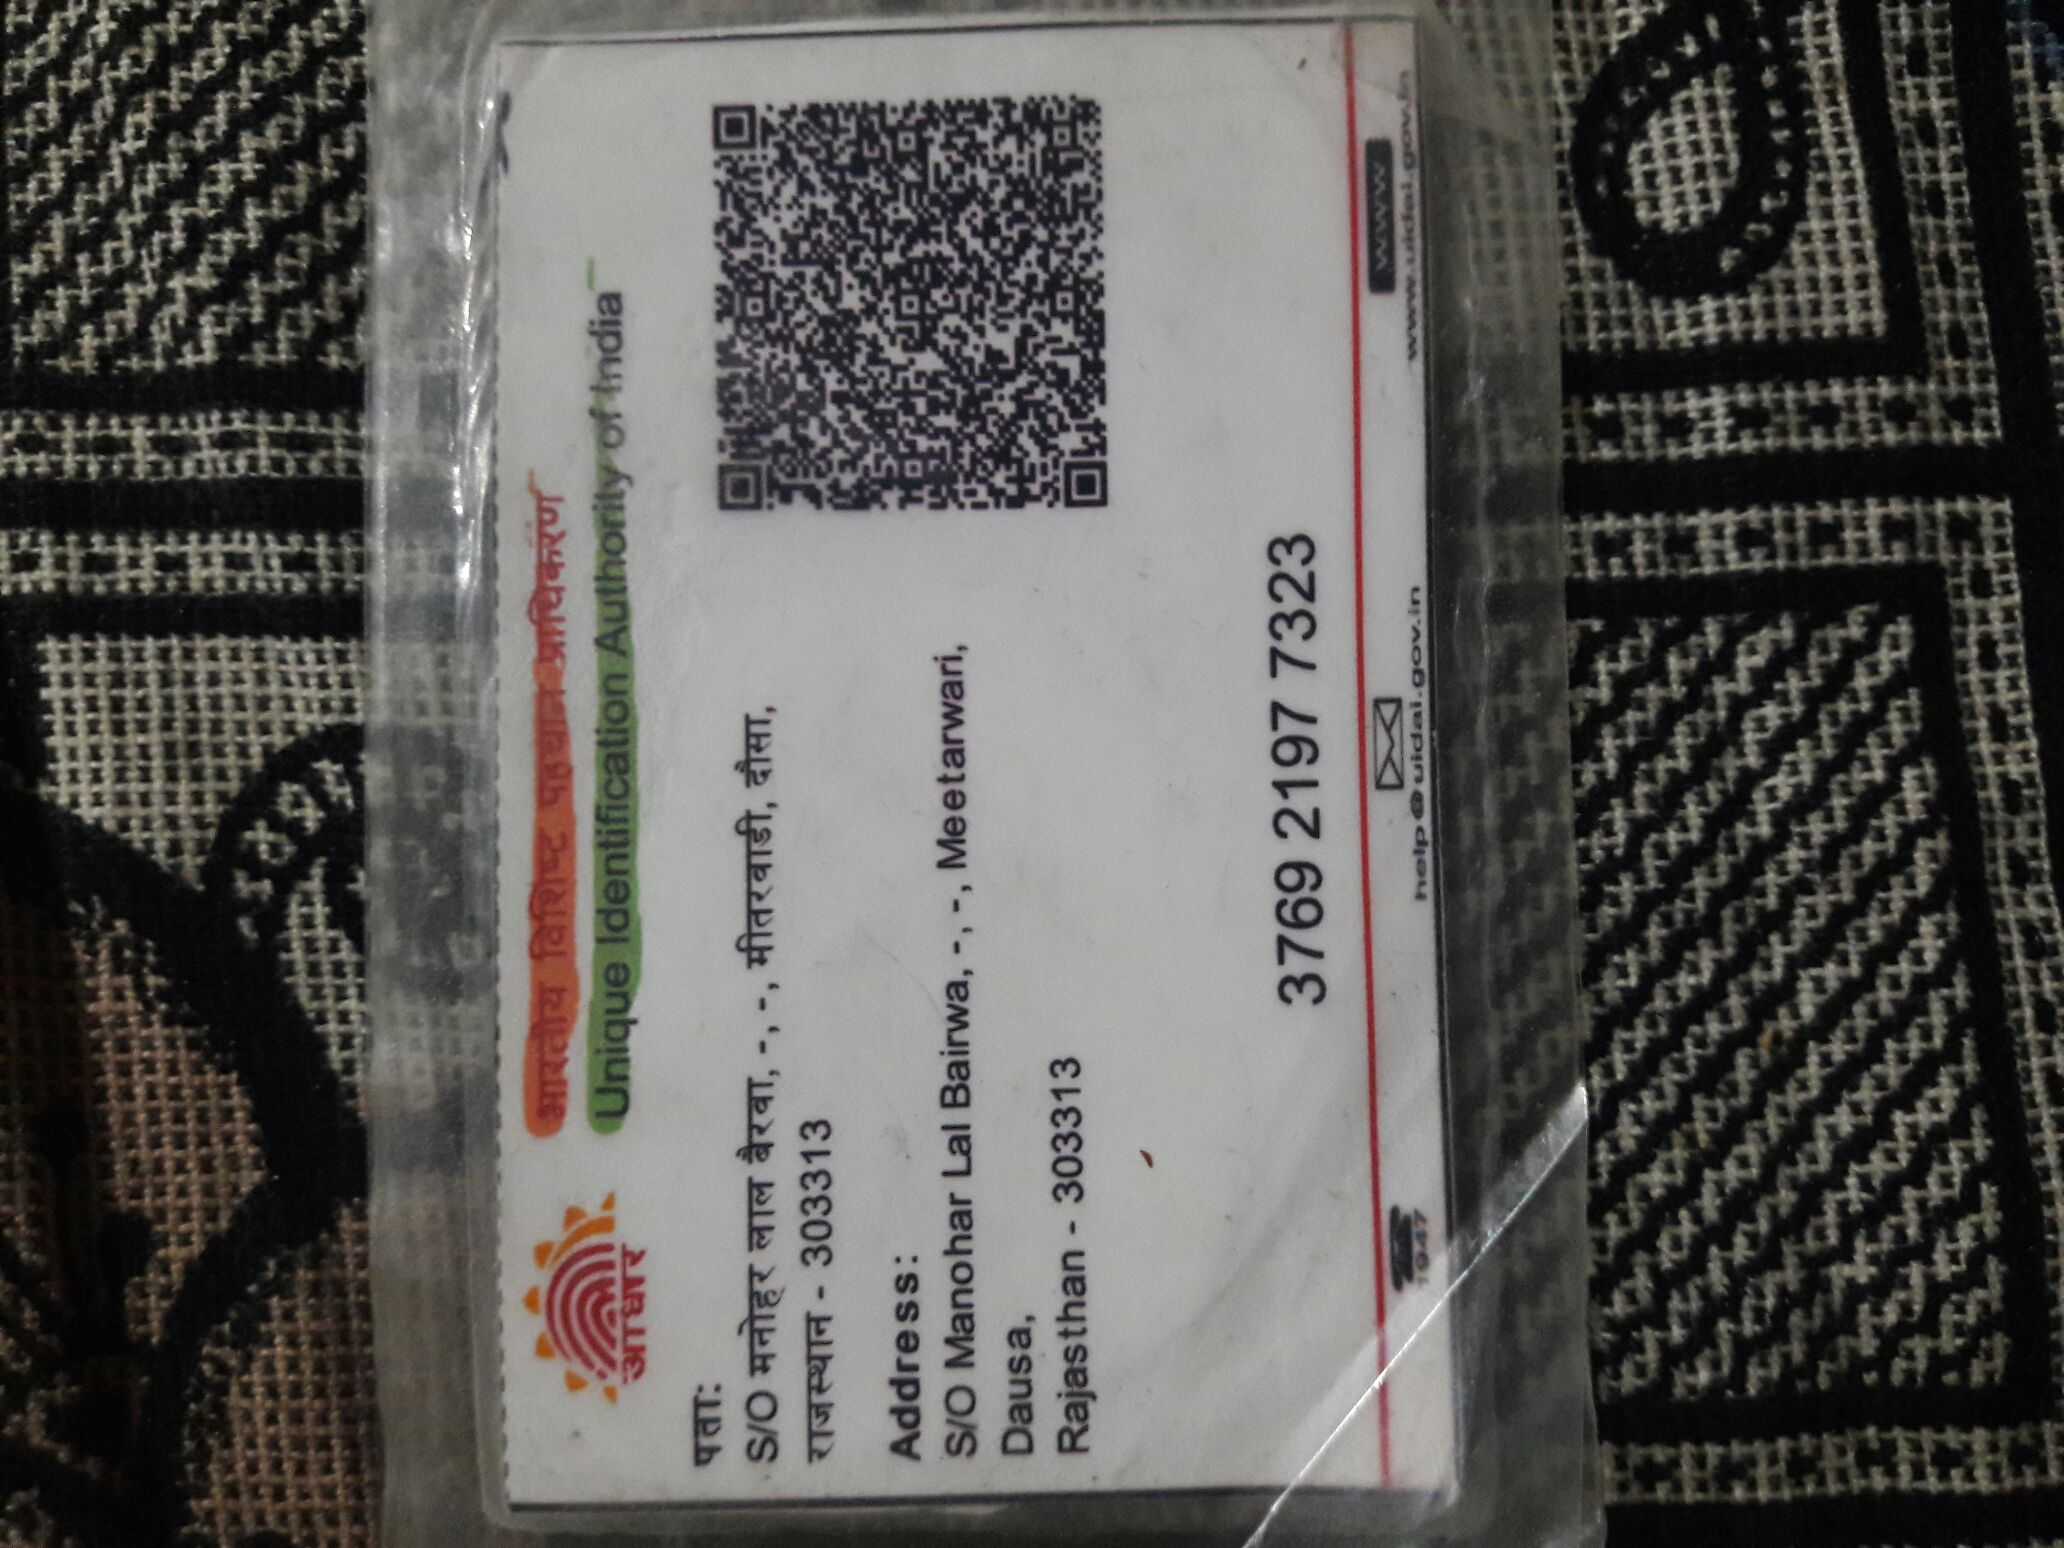 भारतीय विशिष्ट पहचान प्राधिकरण
Unique Identification Authority of India
आधार
पता:
S/O मनोहर लाल बैरवा, -, -, मीतरवाडी, दौसा,
राजस्थान - 303313
Address:
S/O Manohar Lal Bairwa, -, -, Meetarwari,
Dausa,
Rajasthan - 303313
3769 2197 7323
1947
help@uidai.gov.in
www
www.uidai.gov.in